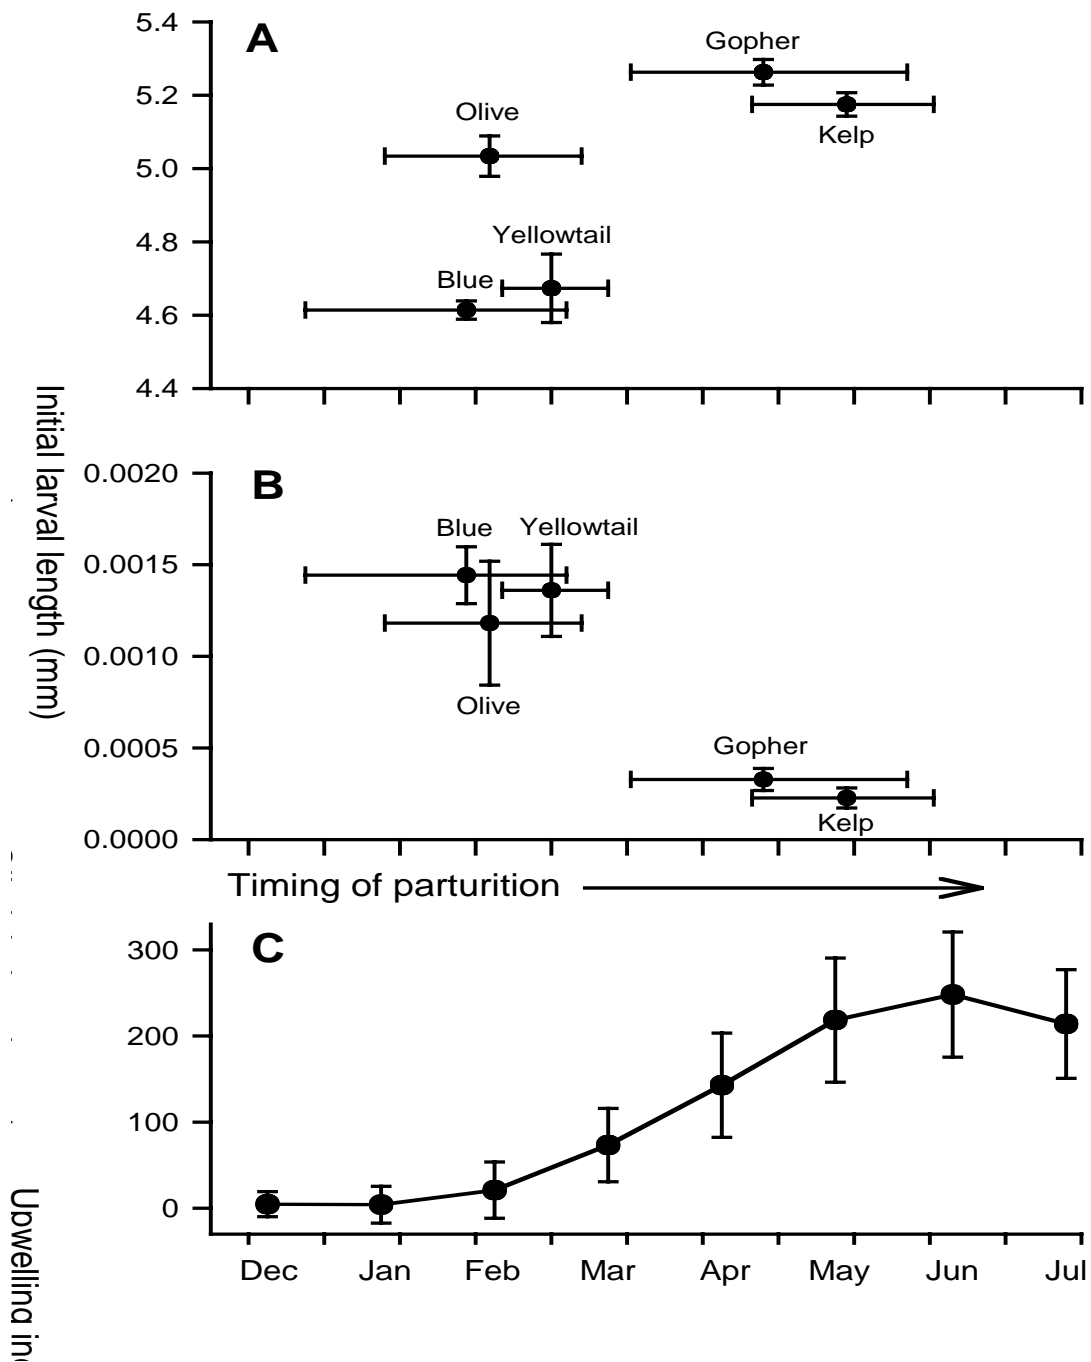 A
5.4
5.2
5.0
4.8
4.6
4.4
Gopher
Kelp
Olive
Yellowtail
Blue
Initial larval length (mm)
B
0.0020
0.0015
0.0010
0.0005
0.0000
Blue
Yellowtail
Olive
Gopher
Kelp
Timing of parturition
C
300
200
100
0
Upwelling
Dec Jan Feb Mar Apr May Jun Jul